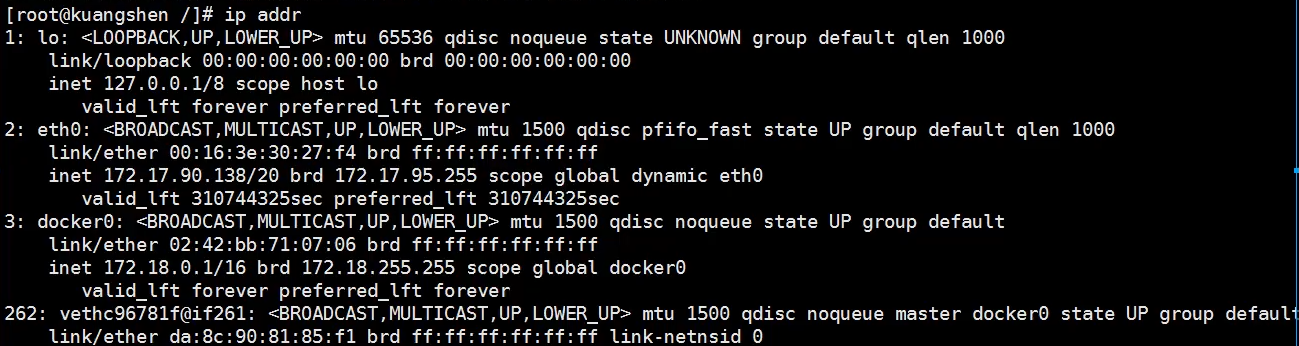 [root@kuangshen /]# ip addr
1: lo: <LOOPBACK,UP,LOWER_UP> mtu 65536 qdisc noqueue state UNKNOWN group default qlen 1000
    link/loopback 00:00:00:00:00:00 brd 00:00:00:00:00:00
    inet 127.0.0.1/8 scope host lo
       valid_lft forever preferred_lft forever
2: eth0: <BROADCAST,MULTICAST,UP,LOWER_UP> mtu 1500 qdisc pfifo_fast state UP group default qlen 1000
    link/ether 00:16:3e:30:27:f4 brd ff:ff:ff:ff:ff:ff
    inet 172.17.90.138/20 brd 172.17.95.255 scope global dynamic eth0
       valid_lft 310744325sec preferred_lft 310744325sec
3: docker0: <BROADCAST,MULTICAST,UP,LOWER_UP> mtu 1500 qdisc noqueue state UP group default
    link/ether 02:42:bb:71:07:06 brd ff:ff:ff:ff:ff:ff
    inet 172.18.0.1/16 brd 172.18.255.255 scope global docker0
       valid_lft forever preferred_lft forever
262: vethc96781f@if261: <BROADCAST,MULTICAST,UP,LOWER_UP> mtu 1500 qdisc noqueue master docker0 state UP group default
    link/ether da:8c:90:81:85:f1 brd ff:ff:ff:ff:ff:ff link-netnsid 0